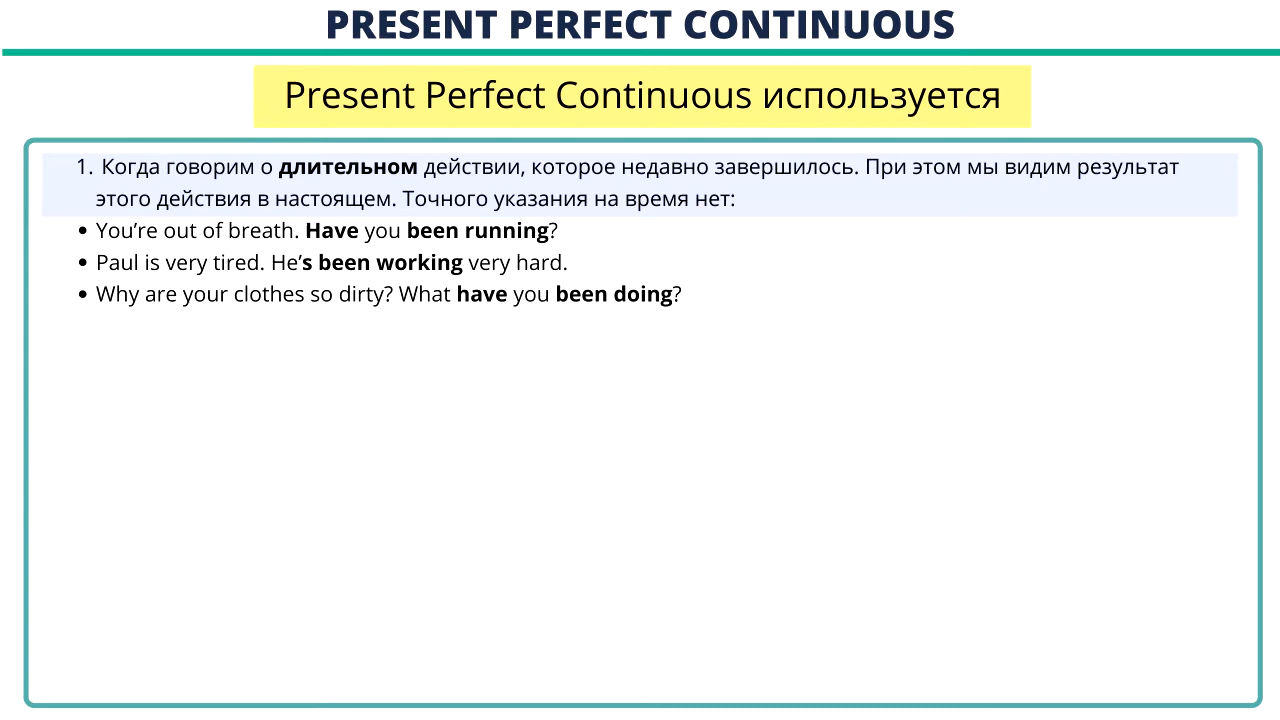 PRESENT PERFECT CONTINUOUS
Present Perfect Continuous используется
1. Когда говорим о длительном действии, которое недавно завершилось. При этом мы видим результат
этого действия в настоящем. Точного указания на время нет:
• You’re out of breath. Have you been running?
• Paul is very tired. He’s been working very hard.
• Why are your clothes so dirty? What have you been doing?